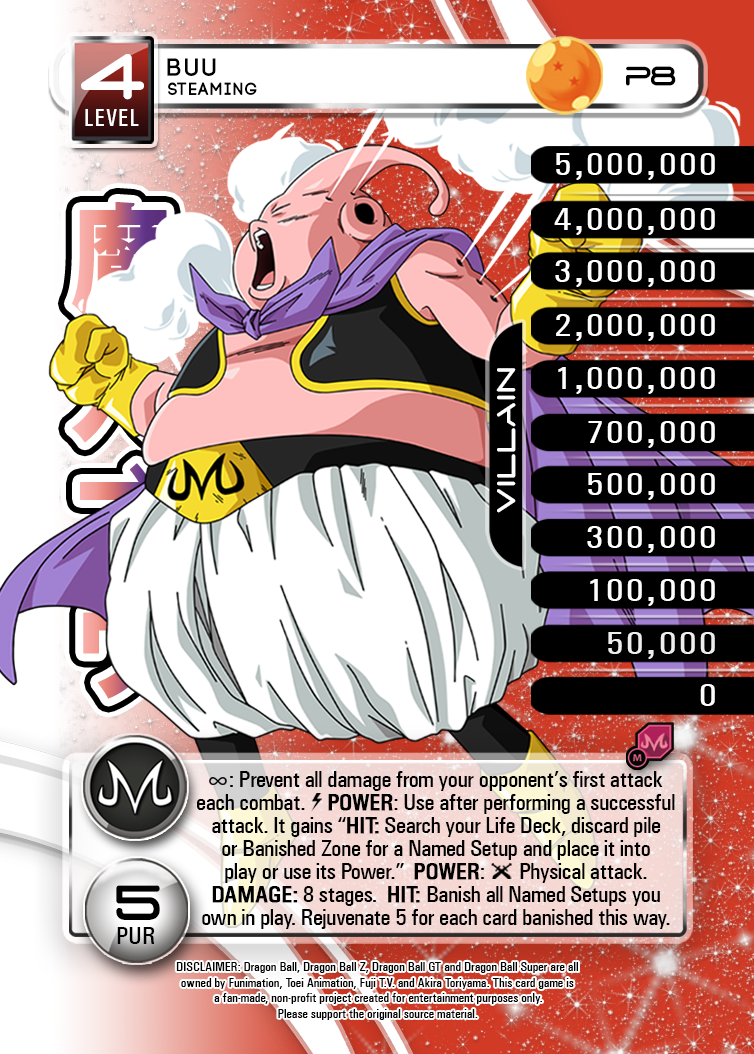 4
LEVEL
BUU
STEAMING
P8
5,000,000
4,000,000
3,000,000
2,000,000
1,000,000
700,000
500,000
300,000
100,000
50,000
0
VILLAIN
M
∞: Prevent all damage from your opponent’s first attack
each combat. POWER: Use after performing a successful
attack. It gains “HIT: Search your Life Deck, discard pile
or Banished Zone for a Named Setup and place it into
play or use its Power.” POWER: Physical attack.
DAMAGE: 8 stages. HIT: Banish all Named Setups you
own in play. Rejuvenate 5 for each card banished this way.
5
PUR
DISCLAIMER: Dragon Ball, Dragon Ball Z, Dragon Ball GT and Dragon Ball Super are all
owned by Funimation, Toei Animation, Fuji T.V. and Akira Toriyama. This card game is
a fan-made, non-profit project created for entertainment purposes only.
Please support the original source material.